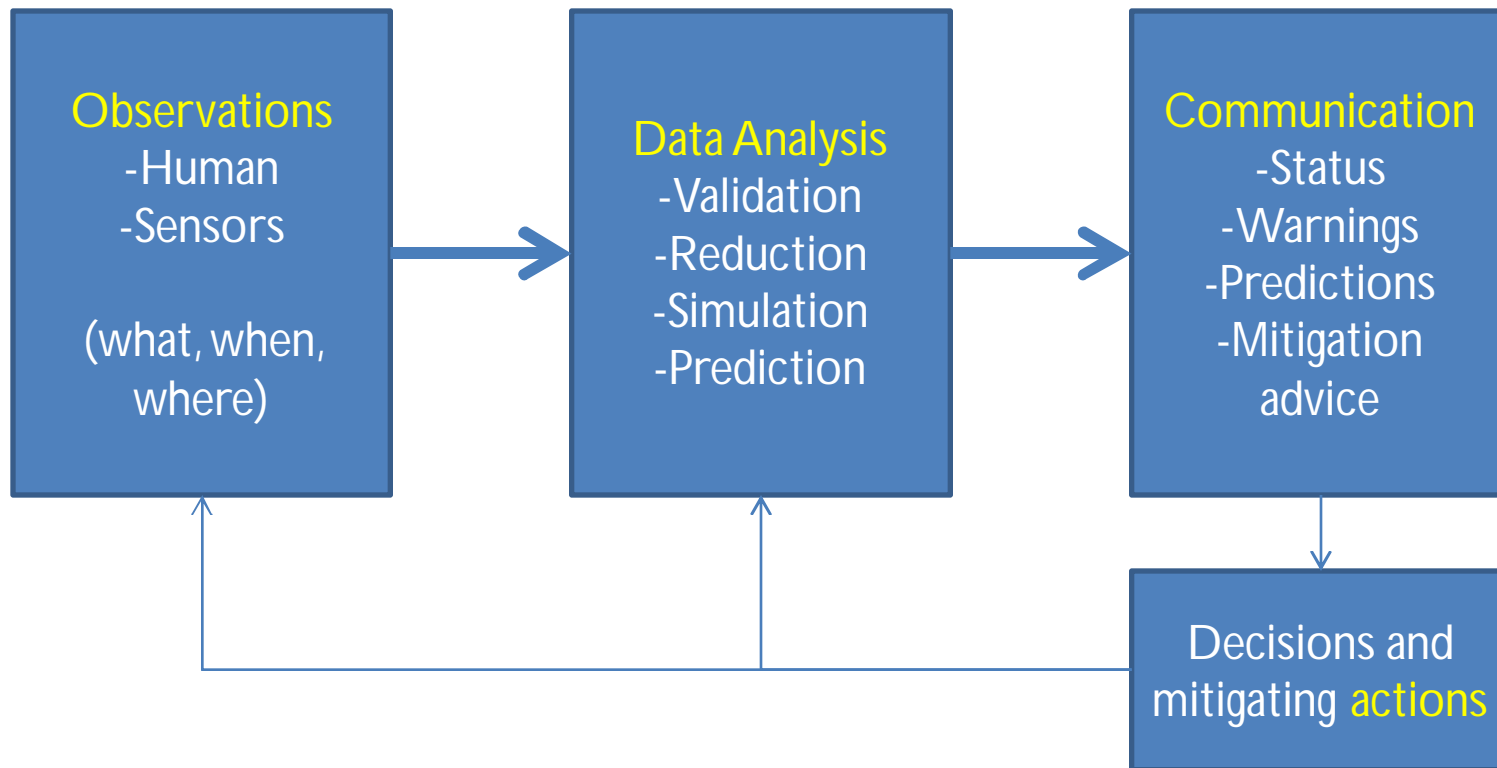 Observations
-Human
-Sensors
(what, when,
where)
Data Analysis
-Validation
-Reduction
-Simulation
-Prediction
Communication
-Status
-Warnings
-Predictions
-Mitigation
advice
Decisions and
mitigating actions